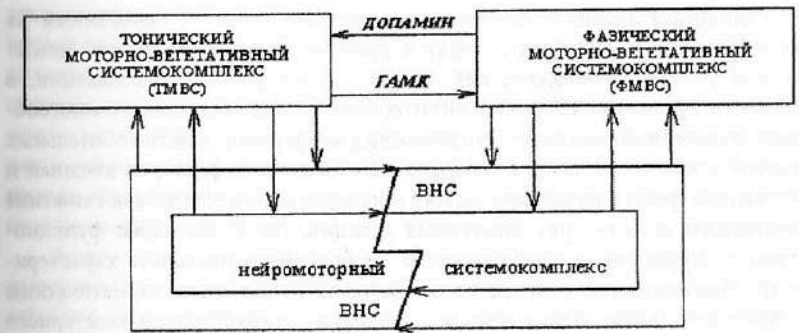 ДОПАМИН
ТОНИЧЕСКИЙ
МОТОРНО-ВЕГЕТАТИВНЫЙ
СИСТЕМОКОМПЛЕКС
(ТМВС)
ФАЗИЧЕСКИЙ
МОТОРНО-ВЕГЕТАТИВНЫЙ
СИСТЕМОКОМПЛЕКС
(ФМВС)
ГАМК
ВНС
нейромоторный системокомплекс
ВНС